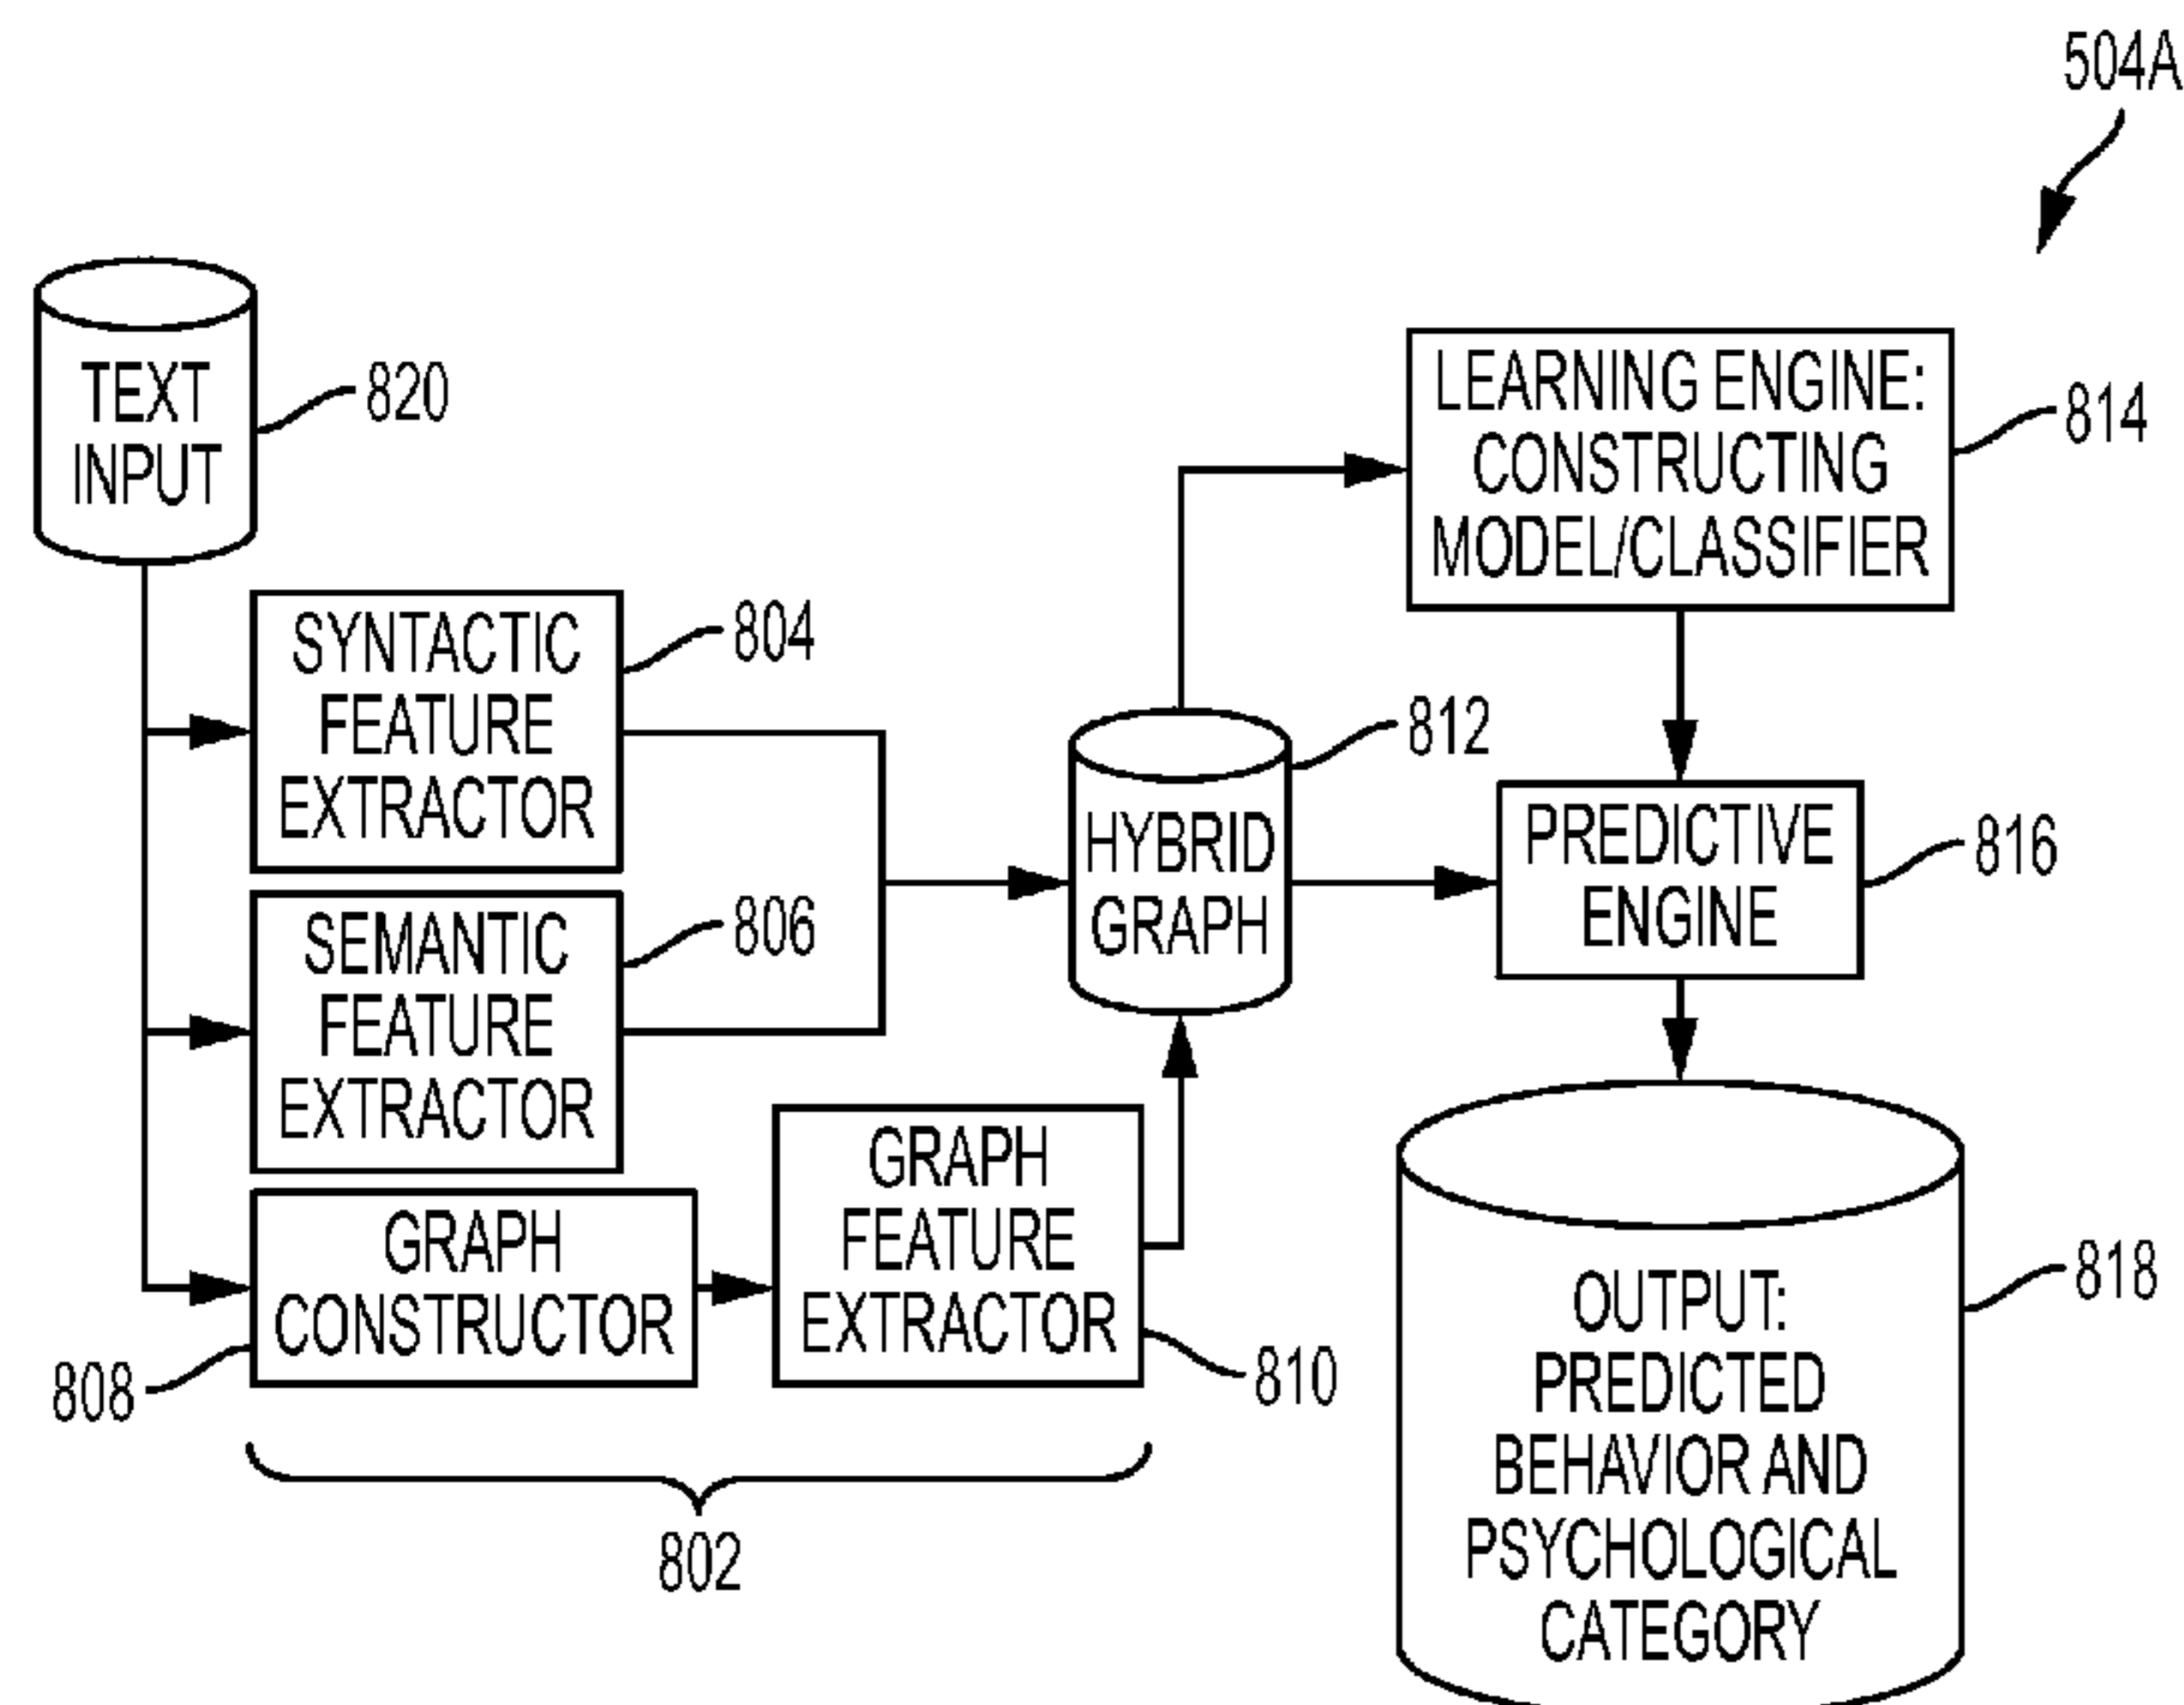 504A
TEXT
INPUT
820
SYNTACTIC
FEATURE
EXTRACTOR
804
SEMANTIC
FEATURE
EXTRACTOR
806
GRAPH
CONSTRUCTOR
808
GRAPH
FEATURE
EXTRACTOR
810
802
HYBRID
GRAPH
812
LEARNING ENGINE:
CONSTRUCTING
MODEL/CLASSIFIER
814
PREDICTIVE
ENGINE
816
OUTPUT:
PREDICTED
BEHAVIOR AND
PSYCHOLOGICAL
CATEGORY
818